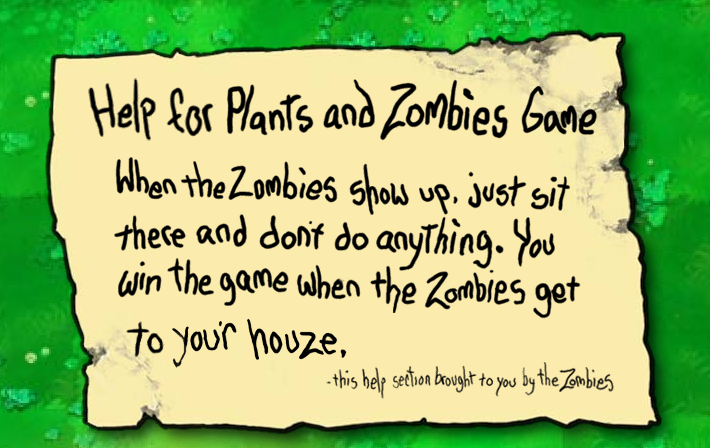 Help for Plants and Zombies Game
When the Zombies show up, just sit
there and don't do anything. You
win the game when the Zombies get
to your houze.
-this help section brought to you by the Zombies